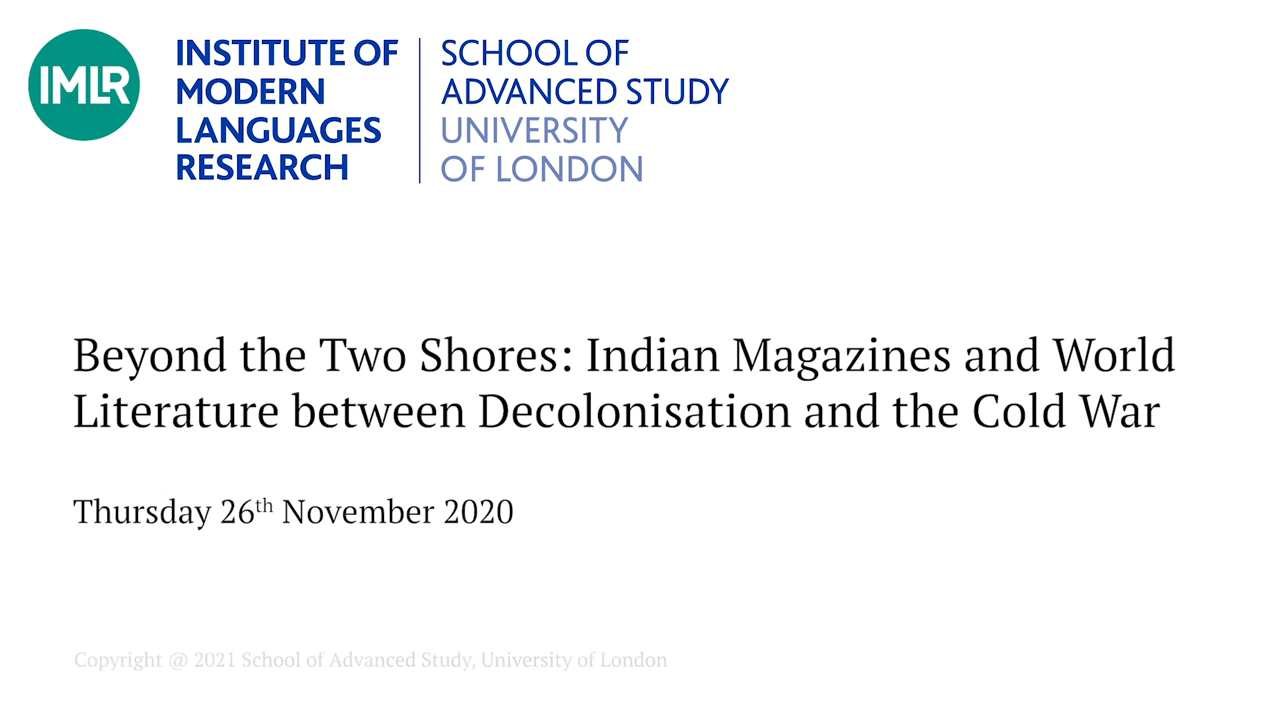 IMLR
INSTITUTE OF
MODERN
LANGUAGES
RESEARCH
SCHOOL OF
ADVANCED STUDY
UNIVERSITY
OF LONDON
Beyond the Two Shores: Indian Magazines and World
Literature between Decolonisation and the Cold War
Thursday 26th November 2020
Copyright @ 2021 School of Advanced Study, University of London